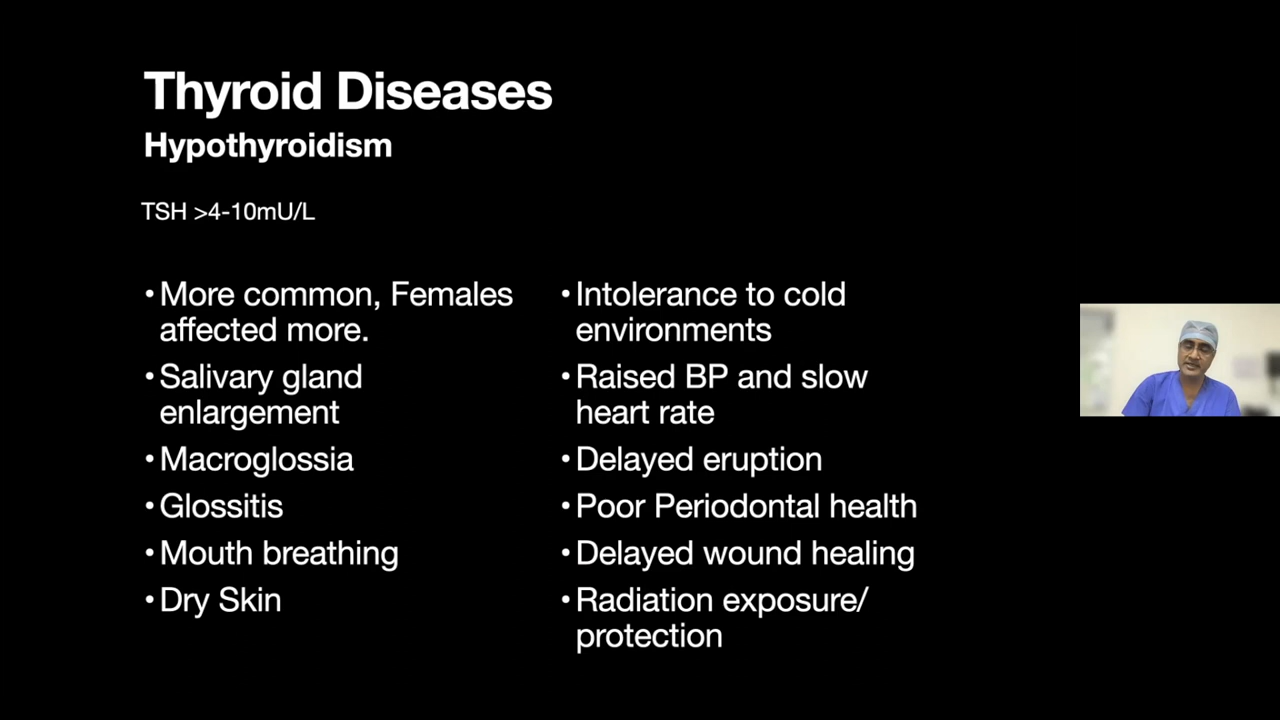 Thyroid Diseases
Hypothyroidism
TSH >4-10mU/L
• More common, Females
affected more.
• Salivary gland
enlargement
• Macroglossia
• Glossitis
• Mouth breathing
• Dry Skin
• Intolerance to cold
environments
• Raised BP and slow
heart rate
• Delayed eruption
• Poor Periodontal health
• Delayed wound healing
• Radiation exposure/
protection